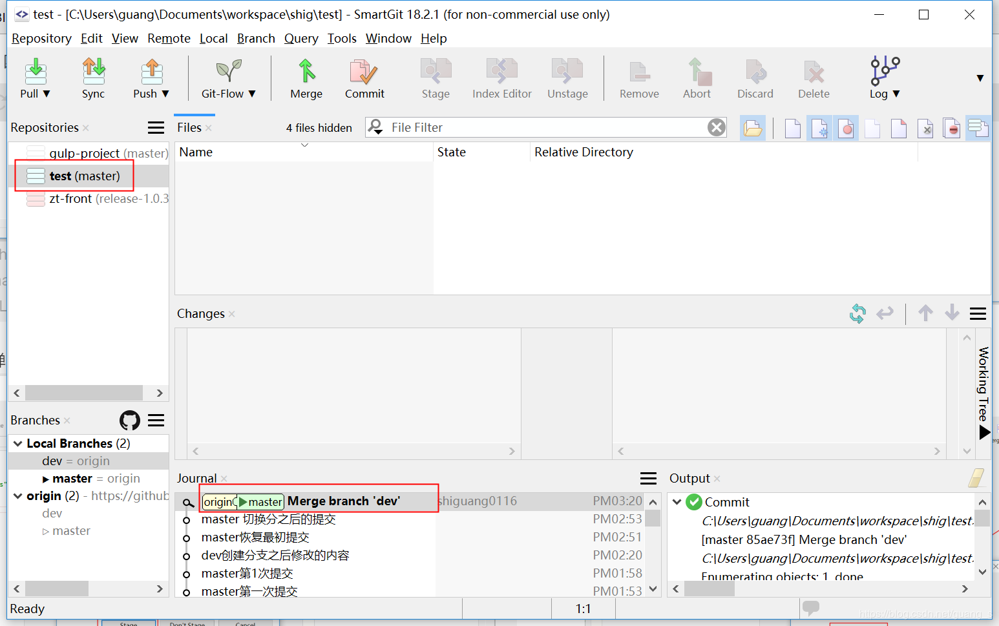 test - [C:\Users\guang\Documents\workspace\shig\test] - SmartGit 18.2.1 (for non-commercial use only)
Repository Edit View Remote Local Branch Query Tools Window Help
Pull ▼ Sync Push ▼ Git-Flow ▼ Merge Commit Stage Index Editor Unstage Remove Abort Discard Delete Log ▼
Repositories
Files
4 files hidden
File Filter
gulp-project (master)
test (master)
zt-front (release-1.0.3
Name State Relative Directory
Changes
Working Tree
Branches
Local Branches (2)
dev = origin
master = origin
origin (2) - https://github
dev
master
Journal
origin master Merge branch 'dev' shiguang0116 PM03:20
master 切换分之后的提交 PM02:53
master恢复最初提交 PM02:51
dev创建分支之后修改的内容 PM02:20
master第1次提交 PM01:58
master第一次提交 PM01:53
Output
Commit
C:\Users\guang\Documents\workspace\shig\test
[master 85ae73f] Merge branch 'dev'
C:\Users\guang\Documents\workspace\shig\test
Enumerating objects: 1, done.
Ready
1:1
https://blog.csdn.net/guang_s
Stage Don't Stage Cancel